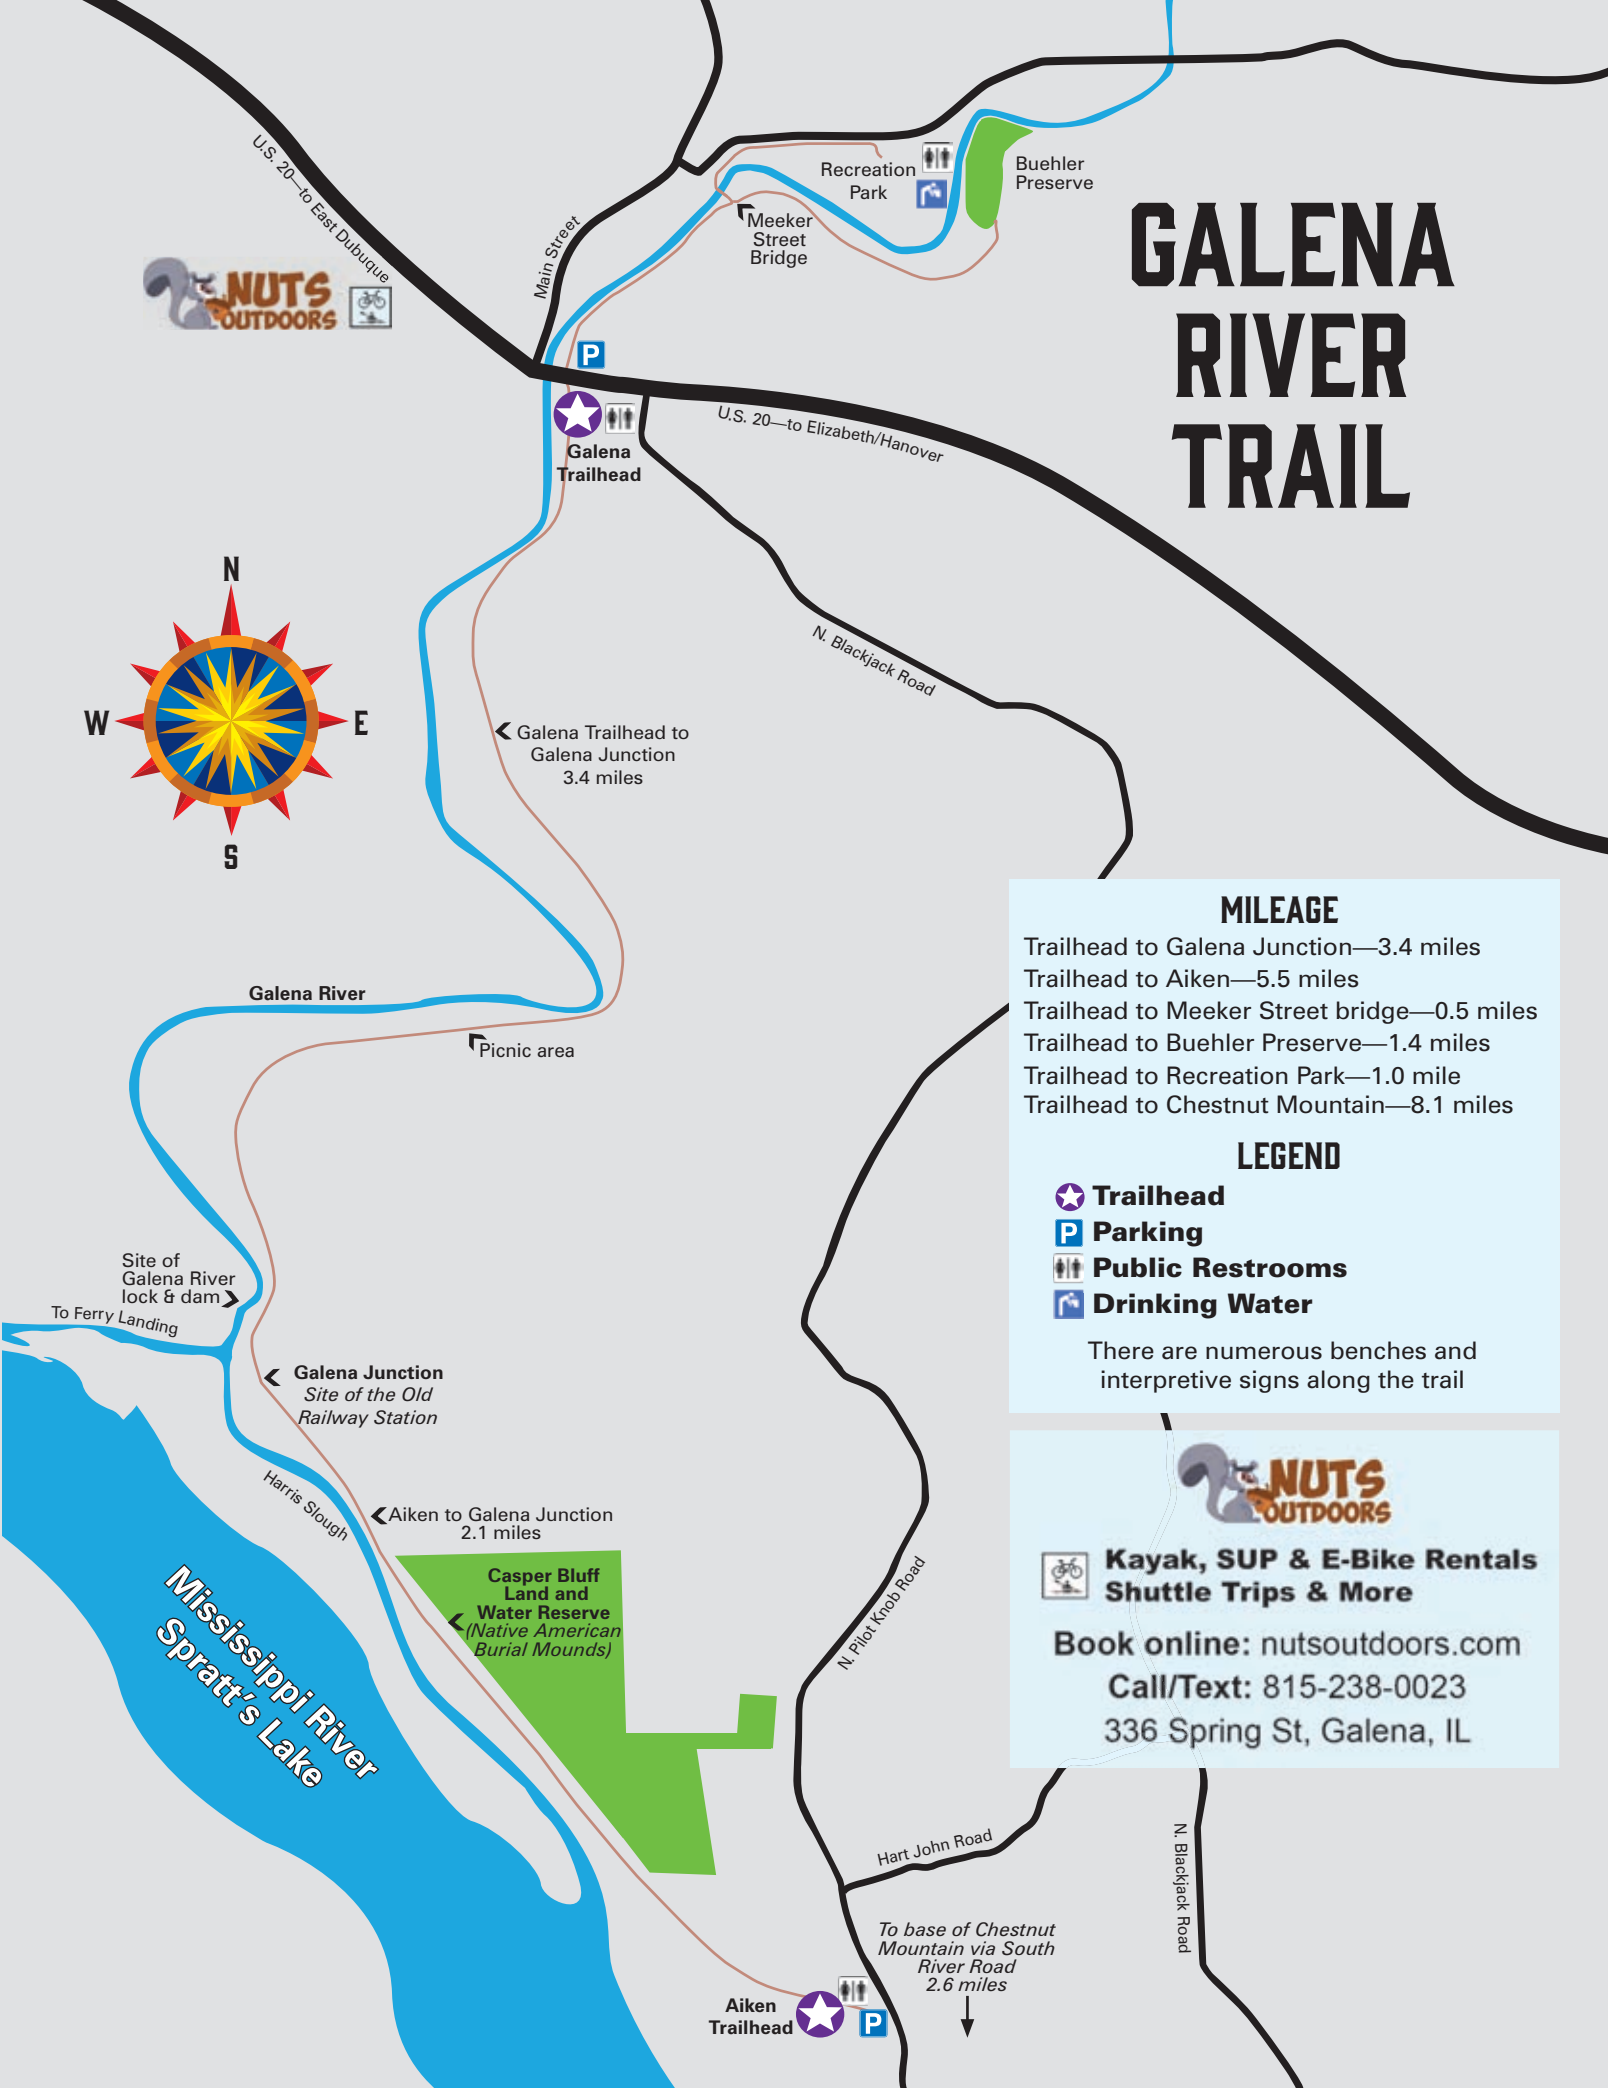 GALENA
RIVER
TRAIL
U.S. 20—to East Dubuque
NUTS
OUTDOORS
Main Street
Recreation
Park
Buehler
Preserve
Meeker
Street
Bridge
P
Galena
Trailhead
U.S. 20—to Elizabeth/Hanover
N. Blackjack Road
N
W
E
S
Galena Trailhead to
Galena Junction
3.4 miles
Galena River
Picnic area
Site of
Galena River
lock & dam
To Ferry Landing
Galena Junction
Site of the Old
Railway Station
Harris Slough
Aiken to Galena Junction
2.1 miles
Casper Bluff
Land and
Water Reserve
(Native American
Burial Mounds)
Mississippi River
Spratt's Lake
N. Pilot Knob Road
Hart John Road
N. Blackjack Road
To base of Chestnut
Mountain via South
River Road
2.6 miles
Aiken
Trailhead
P
MILEAGE
Trailhead to Galena Junction—3.4 miles
Trailhead to Aiken—5.5 miles
Trailhead to Meeker Street bridge—0.5 miles
Trailhead to Buehler Preserve—1.4 miles
Trailhead to Recreation Park—1.0 mile
Trailhead to Chestnut Mountain—8.1 miles
LEGEND
Trailhead
P Parking
Public Restrooms
Drinking Water
There are numerous benches and
interpretive signs along the trail
NUTS
OUTDOORS
Kayak, SUP & E-Bike Rentals
Shuttle Trips & More
Book online: nutsoutdoors.com
Call/Text: 815-238-0023
336 Spring St, Galena, IL